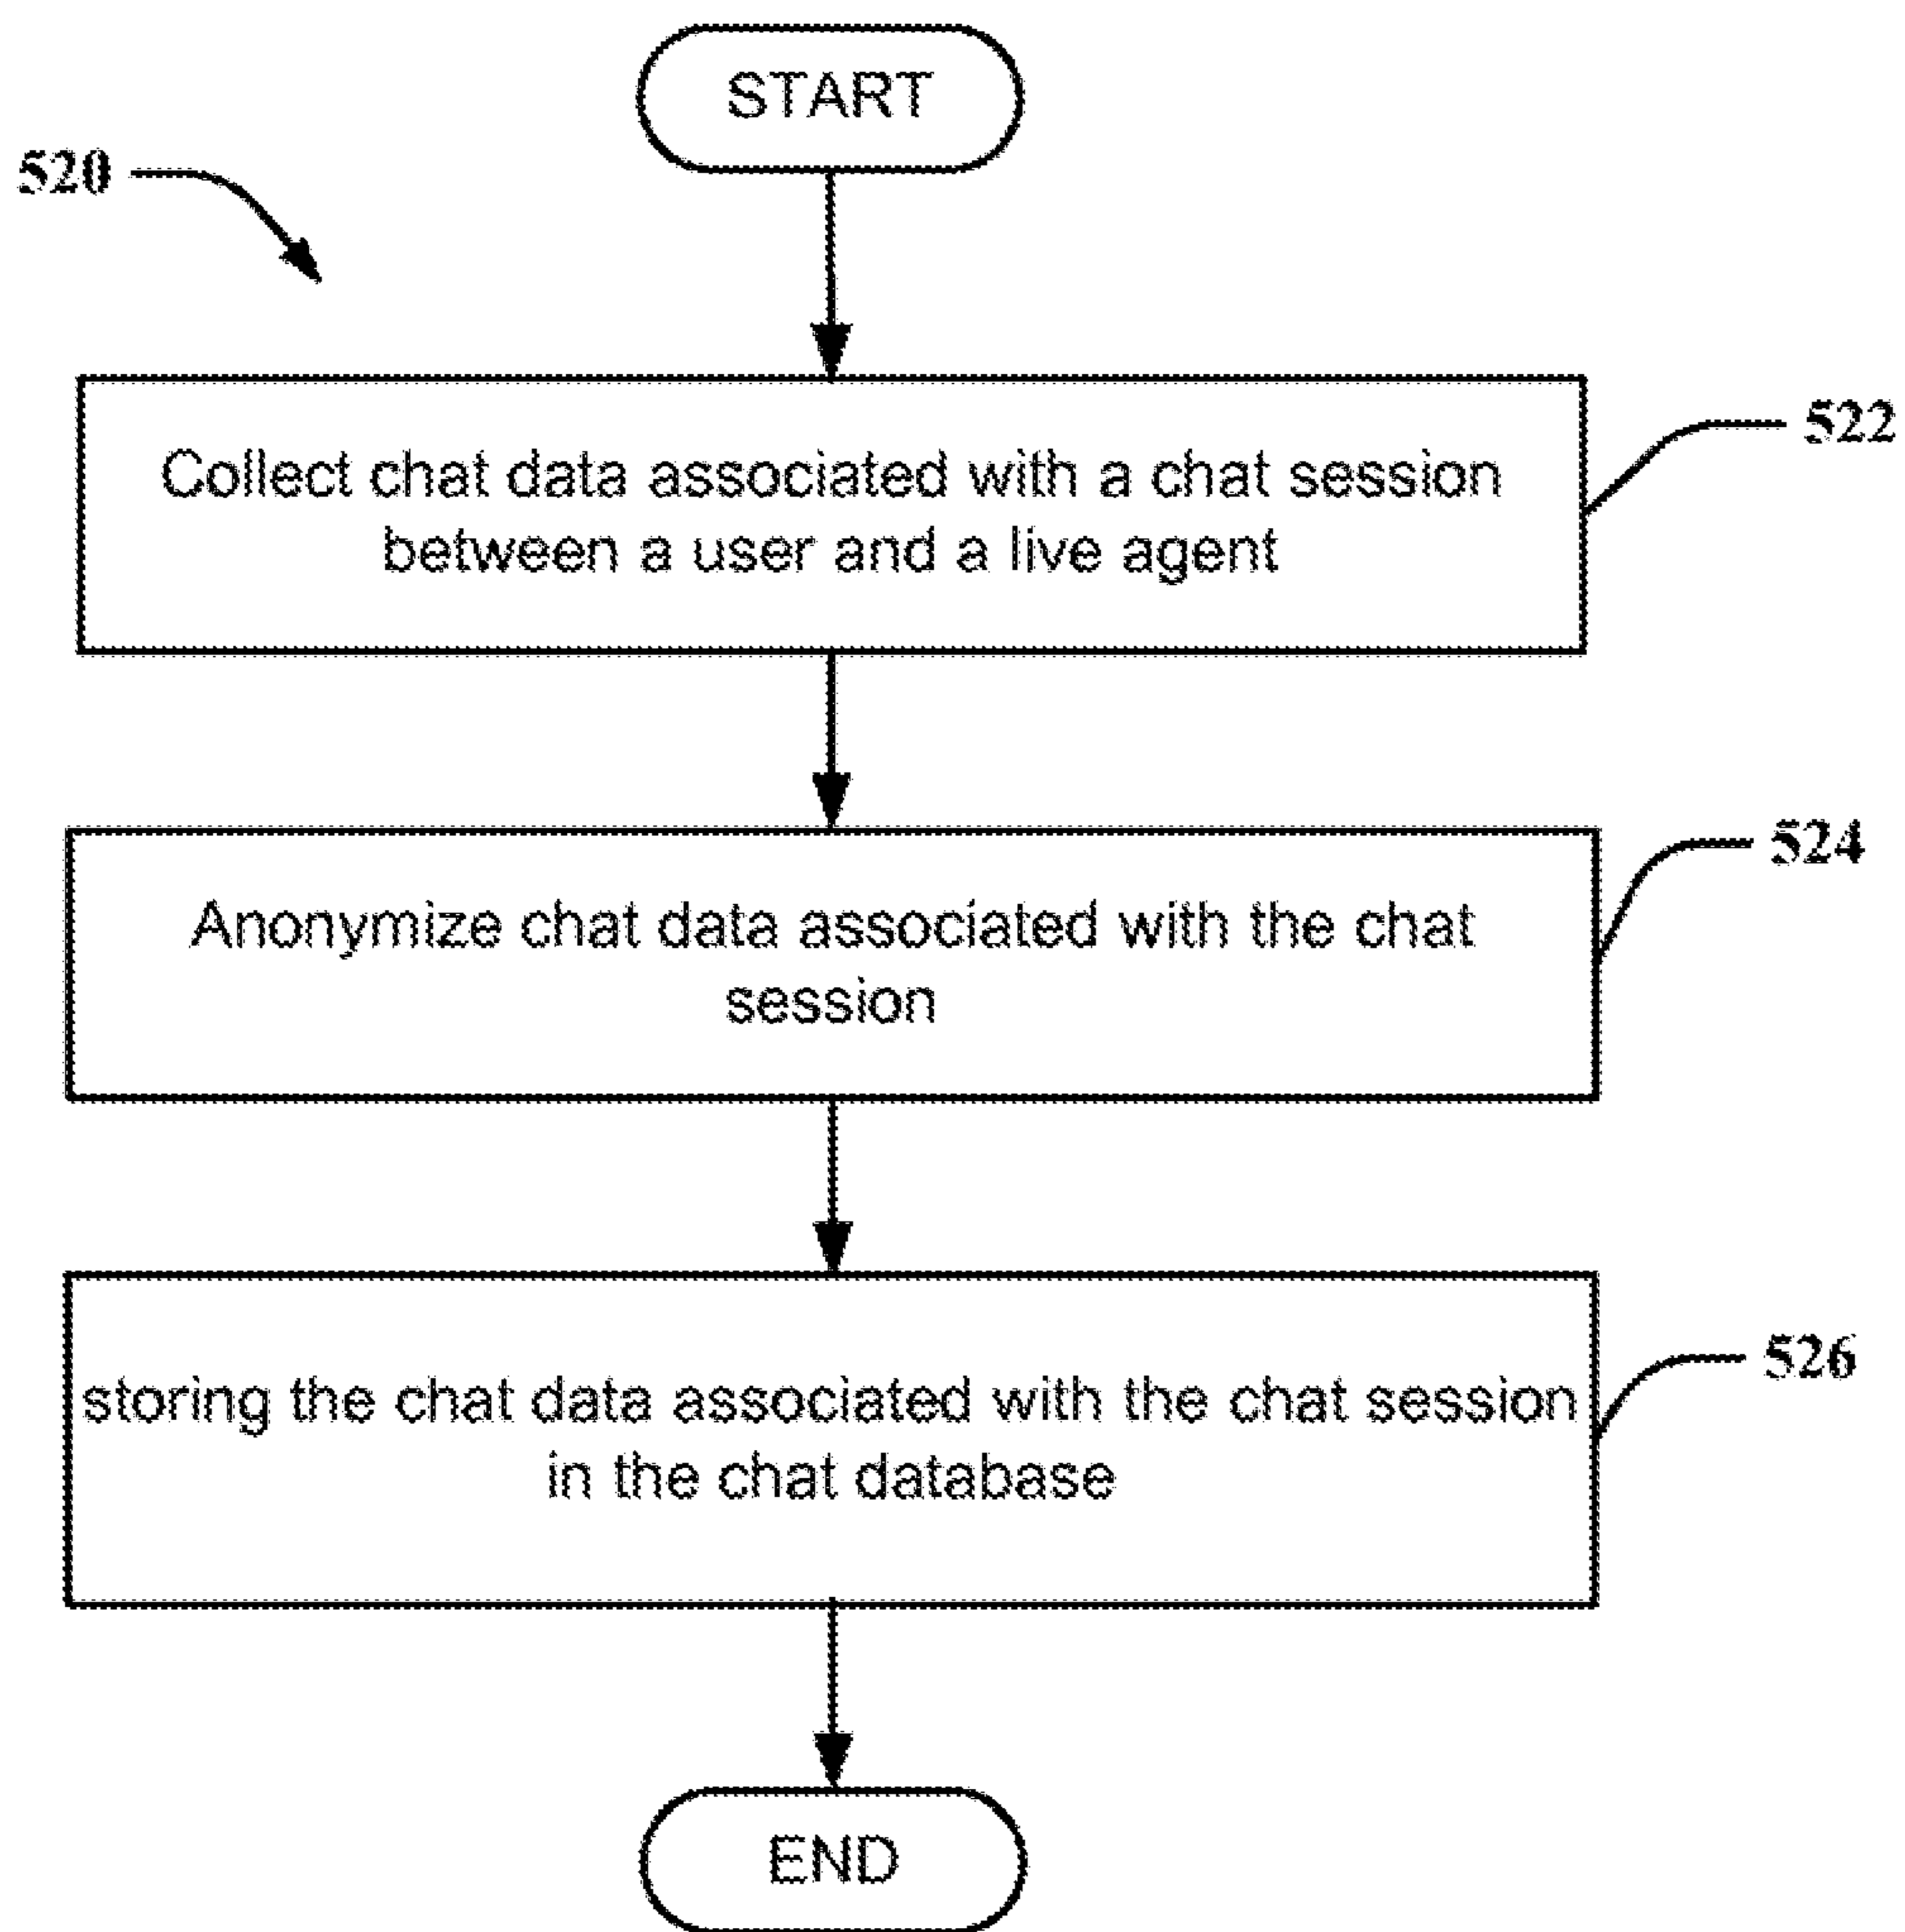 START
520
Collect chat data associated with a chat session
between a user and a live agent
522
Anonymize chat data associated with the chat
session
524
storing the chat data associated with the chat session
in the chat database
526
END